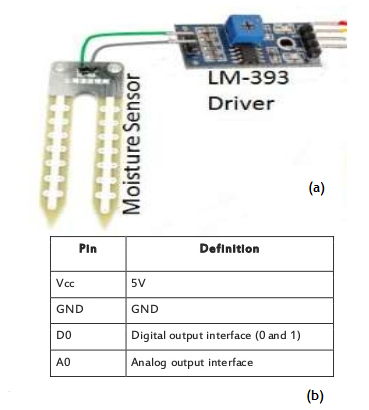 LM-393
Driver
Moisture Sensor
(a)
Pin Definition
Vcc 5V
GND GND
D0 Digital output interface (0 and 1)
A0 Analog output interface
(b)